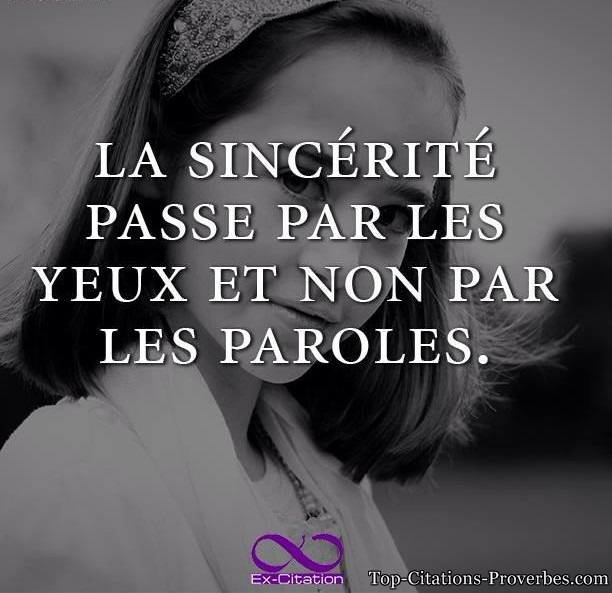 LA SINCÉRITÉ
PASSE PAR LES
YEUX ET NON PAR
LES PAROLES.
Ex-Citation
Top-Citations-Proverbes.com